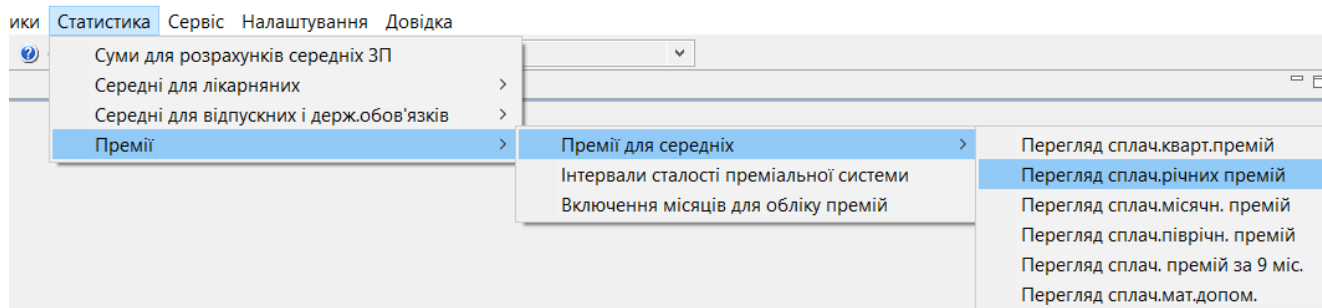 ики Статистика Сервіс Налаштування Довідка
Суми для розрахунків середніх ЗП
Середні для лікарняних
Середні для відпускних і держ.обов'язків
Премії
Премії для середніх
Інтервали сталості преміальної системи
Включення місяців для обліку премій
Перегляд сплач.кварт.премій
Перегляд сплач.річних премій
Перегляд сплач.місячн. премій
Перегляд сплач.піврічн. премій
Перегляд сплач. премій за 9 міс.
Перегляд сплач.мат.допом.